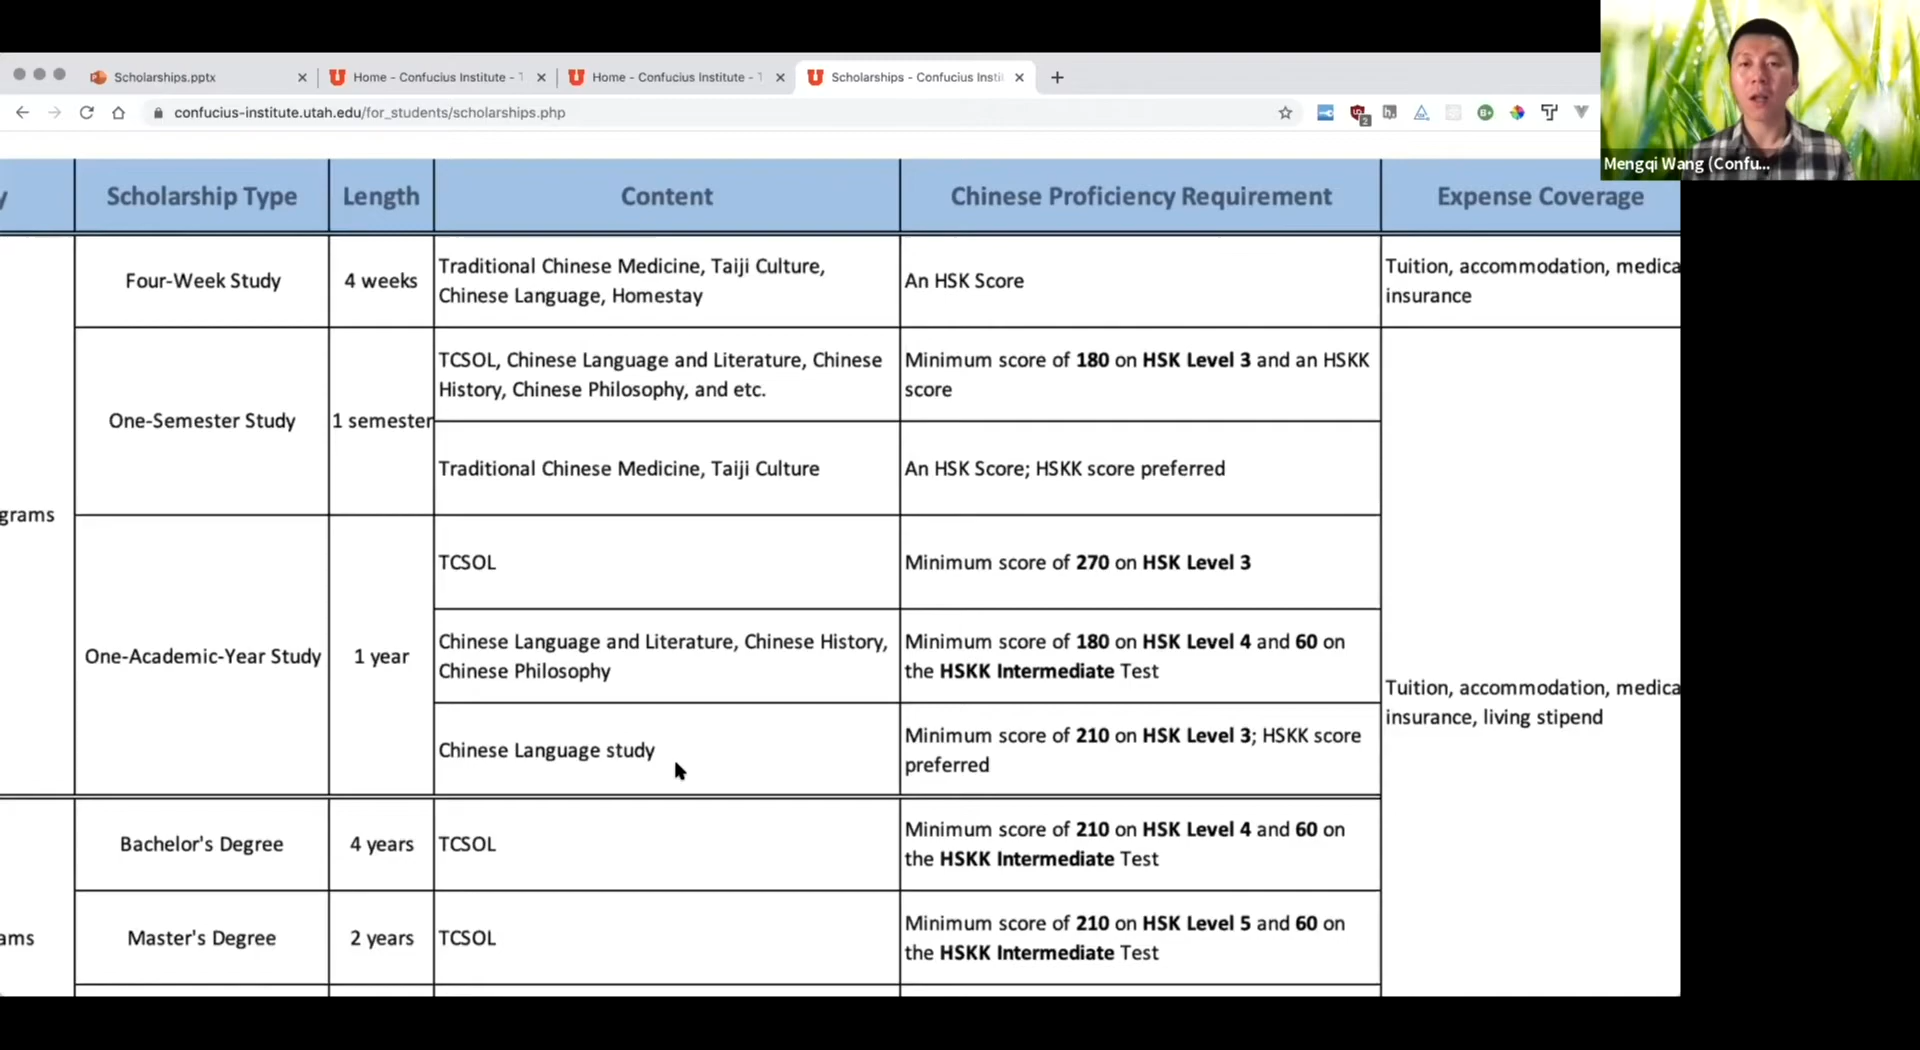 Scholarships.pptx
Home - Confucius Institute - T
Home - Confucius Institute - T
Scholarships - Confucius Insti
confucius-institute.utah.edu/for_students/scholarships.php
2
Mengqi Wang (Confu...
y
Scholarship Type
Length
Content
Chinese Proficiency Requirement
Expense Coverage
Four-Week Study
4 weeks
Traditional Chinese Medicine, Taiji Culture,
Chinese Language, Homestay
An HSK Score
Tuition, accommodation, medica
insurance
One-Semester Study
1 semester
TCSOL, Chinese Language and Literature, Chinese
History, Chinese Philosophy, and etc.
Minimum score of 180 on HSK Level 3 and an HSKK
score
Traditional Chinese Medicine, Taiji Culture
An HSK Score; HSKK score preferred
grams
One-Academic-Year Study
1 year
TCSOL
Minimum score of 270 on HSK Level 3
Chinese Language and Literature, Chinese History,
Chinese Philosophy
Minimum score of 180 on HSK Level 4 and 60 on
the HSKK Intermediate Test
Chinese Language study
Minimum score of 210 on HSK Level 3; HSKK score
preferred
Tuition, accommodation, medica
insurance, living stipend
Bachelor's Degree
4 years
TCSOL
Minimum score of 210 on HSK Level 4 and 60 on
the HSKK Intermediate Test
ams
Master's Degree
2 years
TCSOL
Minimum score of 210 on HSK Level 5 and 60 on
the HSKK Intermediate Test